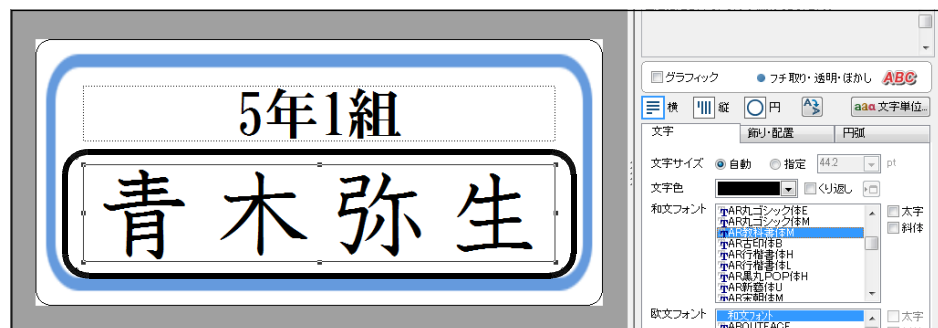 5年1組
青木弥生
グラフィック
フチ取り・透明・ぼかし ABC
横 縦 円 aaα文字単位...
文字 飾り・配置 円弧
文字サイズ 自動 指定 44.2 pt
文字色 くり返し
和文フォント
AR丸ゴシック体E
AR丸ゴシック体M
AR教科書体M
AR古印体B
AR行楷書体H
AR行楷書体L
AR黒丸POP体H
AR新藝体U
AR宋朝体M
太字
斜体
欧文フォント
和文フォント
ABOUTFACE
太字